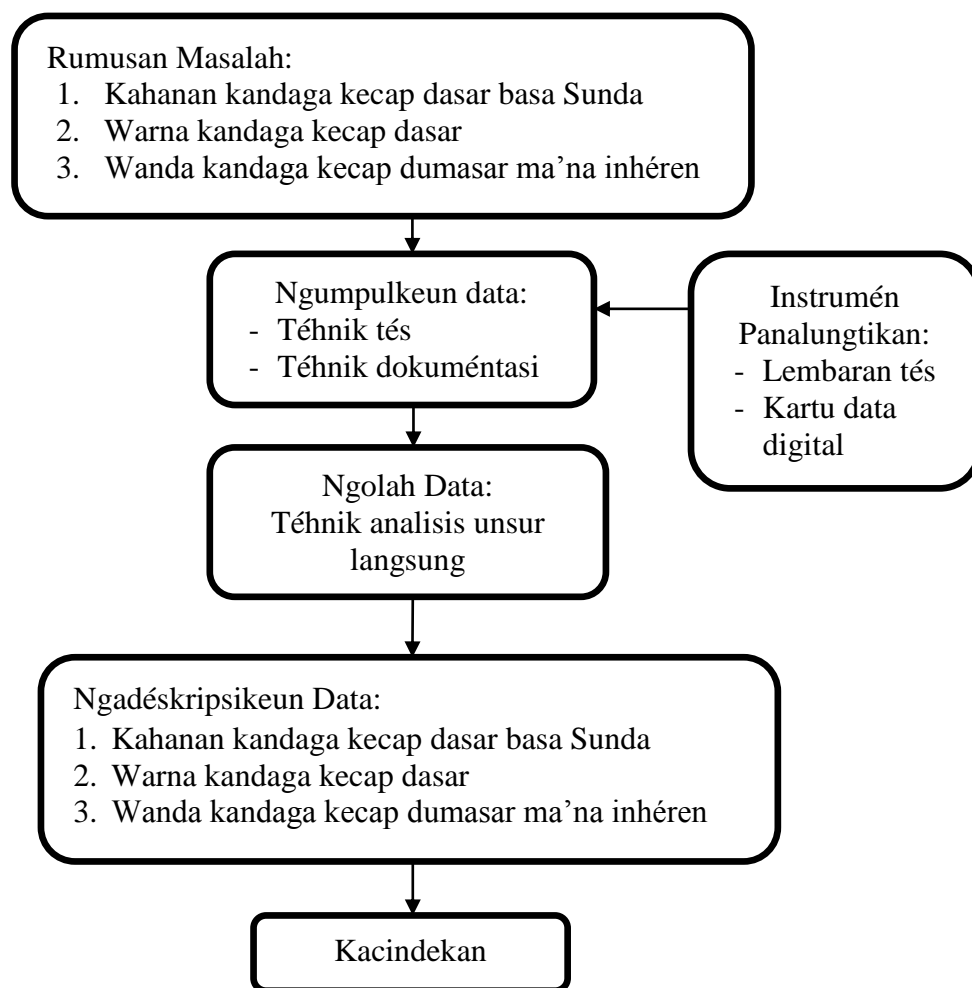 Rumusan Masalah:
1. Kahanan kandaga kecap dasar basa Sunda
2. Warna kandaga kecap dasar
3. Wanda kandaga kecap dumasar ma’na inhéren
Ngumpulkeun data:
- Téhnik tés
- Téhnik dokuméntasi
Instrumén
Panalungtikan:
- Lembaran tés
- Kartu data
digital
Ngolah Data:
Téhnik analisis unsur
langsung
Ngadéskripsikeun Data:
1. Kahanan kandaga kecap dasar basa Sunda
2. Warna kandaga kecap dasar
3. Wanda kandaga kecap dumasar ma’na inhéren
Kacindekan